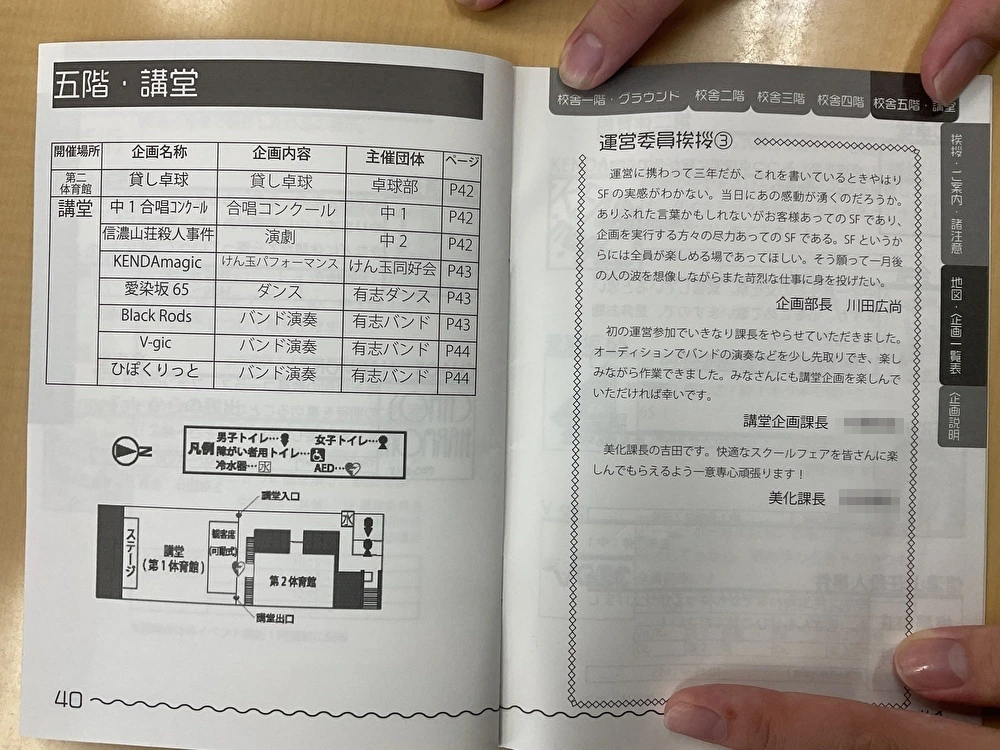 五階・講堂
開催場所 企画名称 企画内容 主催団体 ページ
第二体育館 貸し卓球 貸し卓球 卓球部 P42
講堂 中1合唱コンクール 合唱コンクール 中1 P42
信濃山荘殺人事件 演劇 中2 P42
KENDAmagic けん玉パフォーマンス けん玉同好会 P43
愛染坂65 ダンス 有志ダンス P43
Black Rods バンド演奏 有志バンド P43
V-gic バンド演奏 有志バンド P44
ひぽくりっと バンド演奏 有志バンド P44
N
凡例
男子トイレ… 女子トイレ…
障がい者用トイレ…
冷水器…水 AED…
講堂入口
ステージ
講堂
(第1体育館)
観客席
(可動式)
水
第2体育館
講堂出口
40
校舎一階・グラウンド 校舎二階 校舎三階 校舎四階 校舎五階・講堂
挨拶・ご案内・諸注意
地図・企画一覧表
企画説明
運営委員挨拶③
運営に携わって三年だが、これを書いているときやはり
SFの実感がわかない。当日にあの感動が湧くのだろうか。
ありふれた言葉かもしれないがお客様あってのSFであり、
企画を実行する方々の尽力あってのSFである。SFというか
らには全員が楽しめる場であってほしい。そう願って一月後
の人の波を想像しながらまた苛烈な仕事に身を投げたい。
企画部長 川田広尚
初の運営参加でいきなり課長をやらせていただきました。
オーディションでバンドの演奏などを少し先取りでき、楽し
みながら作業できました。みなさんにも講堂企画を楽しんで
いただければ幸いです。
講堂企画課長
美化課長の吉田です。快適なスクールフェアを皆さんに楽
しんでもらえるよう一意専心頑張ります！
美化課長